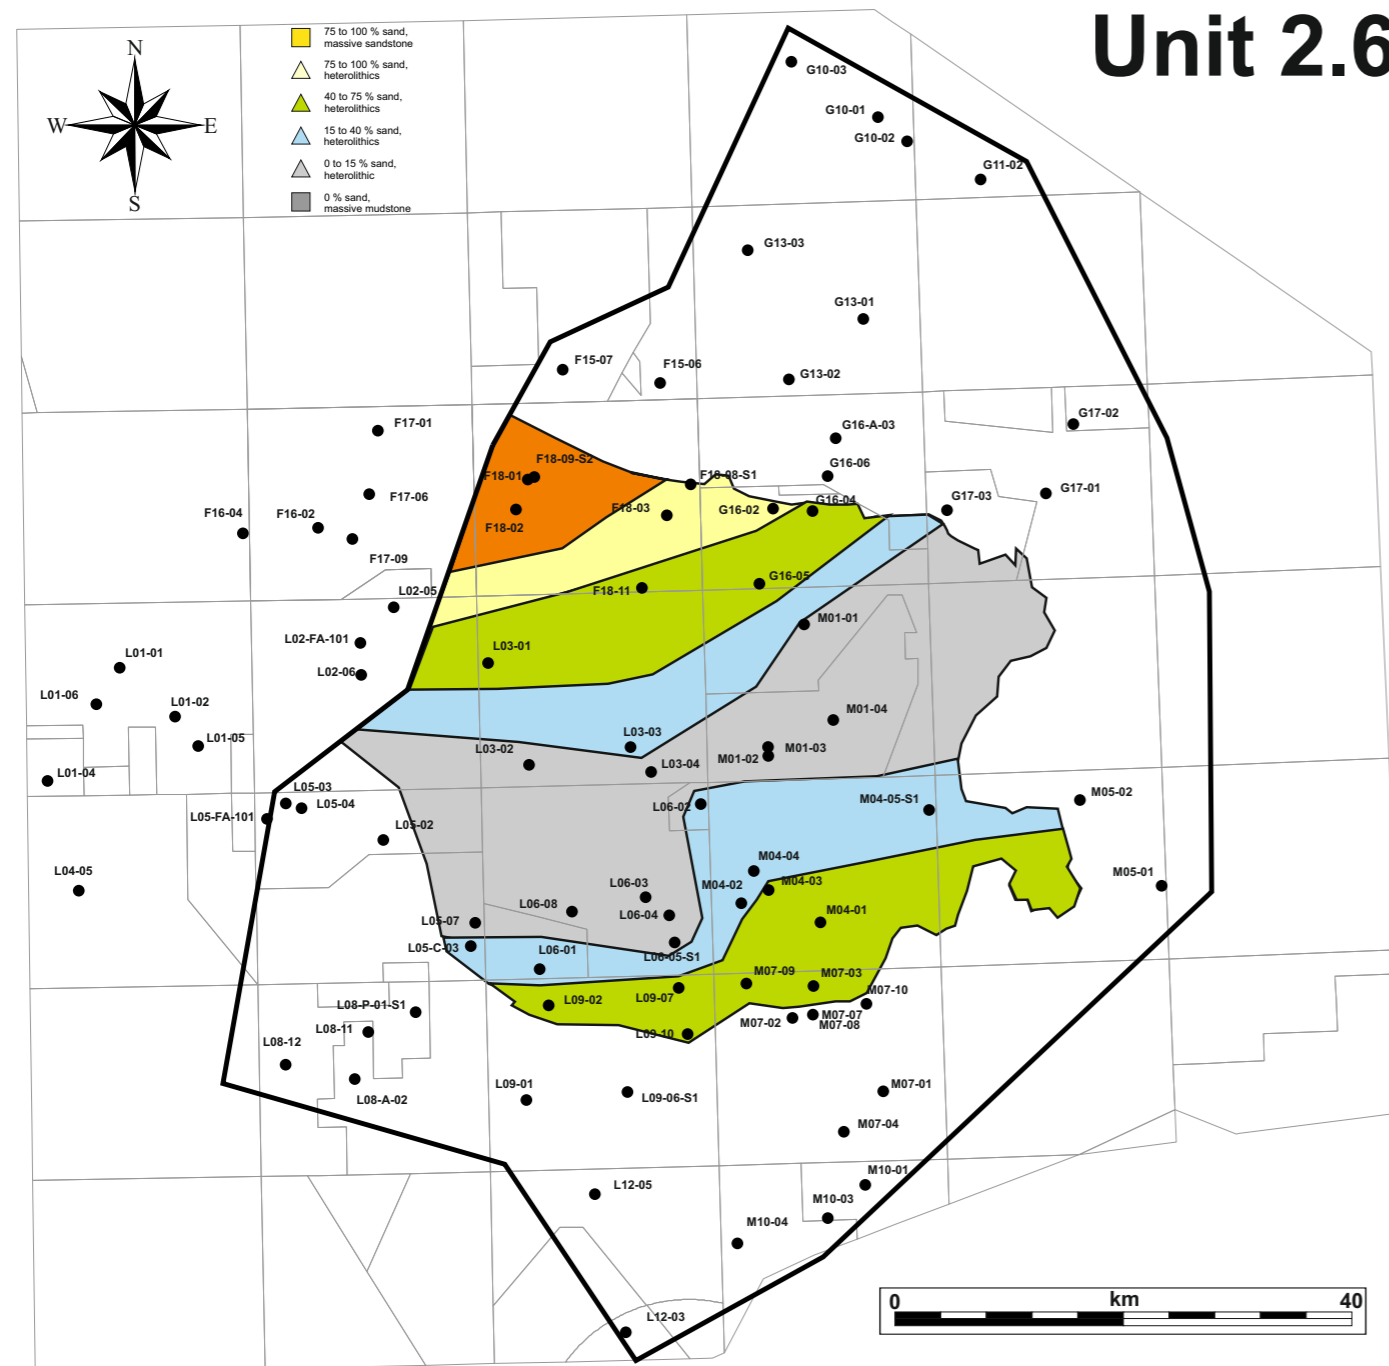 Unit 2.6
N
W
E
S
75 to 100 % sand,
massive sandstone
75 to 100 % sand,
heterolithics
40 to 75 % sand,
heterolithics
15 to 40 % sand,
heterolithics
0 to 15 % sand,
heterolithic
0 % sand,
massive mudstone
G10-03
G10-01
G10-02
G11-02
G13-03
G13-01
F15-07
F15-06
G13-02
F17-01
G17-02
G16-A-03
F18-09-S2
F18-01
F18-08-S1
G16-06
F17-06
G17-01
F16-04
F16-02
F18-02
F18-03
G16-02
G16-04
G17-03
F17-09
L02-05
F18-11
G16-05
L02-FA-101
M01-01
L01-01
L03-01
L02-06
L01-06
L01-02
L01-05
L03-03
M01-04
L03-02
M01-03
M01-02
L03-04
L01-04
L05-03
L05-04
L05-FA-101
L06-02
M04-05-S1
M05-02
L05-02
L04-05
M04-04
M05-01
L06-03
M04-02
M04-03
L06-08
L06-04
M04-01
L05-07
L05-C-03
L06-01
L06-05-S1
M07-09
M07-03
L09-02
L09-07
M07-10
L08-P-01-S1
M07-07
M07-02
M07-08
L08-11
L09-10
L08-12
L08-A-02
L09-01
L09-06-S1
M07-01
M07-04
L12-05
M10-01
M10-03
M10-04
L12-03
0
km
40